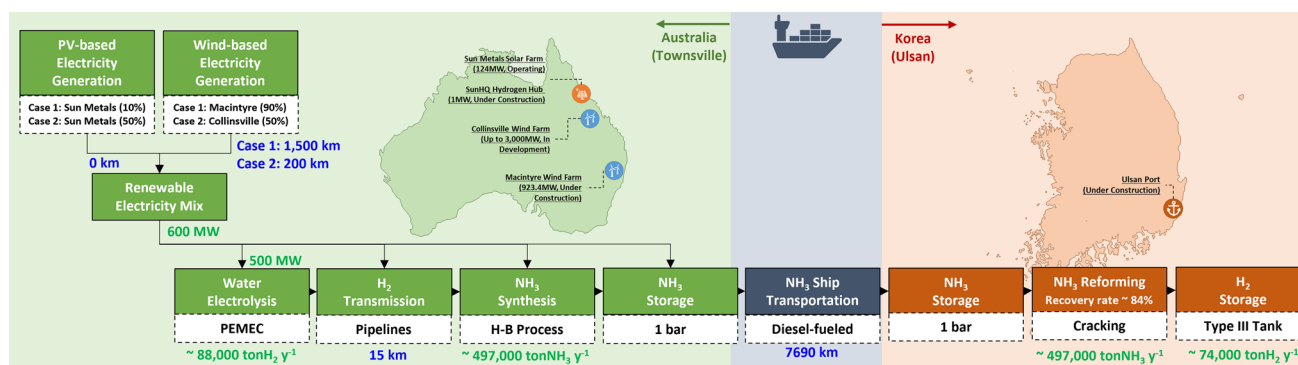 PV-based
Electricity
Generation
Case 1: Sun Metals (10%)
Case 2: Sun Metals (50%)
Wind-based
Electricity
Generation
Case 1: Macintyre (90%)
Case 2: Collinsville (50%)
0 km
Case 1: 1,500 km
Case 2: 200 km
Renewable
Electricity Mix
600 MW
500 MW
Australia
(Townsville)
Korea
(Ulsan)
Sun Metals Solar Farm
(124MW, Operating)
SunHQ Hydrogen Hub
(1MW, Under Construction)
Collinsville Wind Farm
(Up to 3,000MW, In
Development)
Macintyre Wind Farm
(923.4MW, Under
Construction)
Ulsan Port
(Under Construction)
Water
Electrolysis
PEMEC
~ 88,000 tonH₂ y⁻¹
H₂
Transmission
Pipelines
15 km
NH₃
Synthesis
H-B Process
~ 497,000 tonNH₃ y⁻¹
NH₃
Storage
1 bar
NH₃ Ship
Transportation
Diesel-fueled
7690 km
NH₃
Storage
1 bar
NH₃ Reforming
Recovery rate ~ 84%
Cracking
~ 497,000 tonNH₃ y⁻¹
H₂
Storage
Type III Tank
~ 74,000 tonH₂ y⁻¹